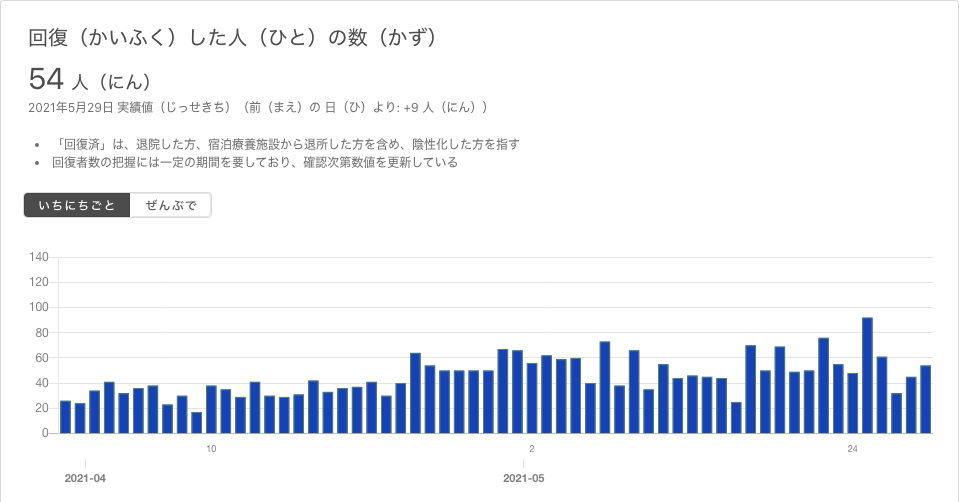 回復（かいふく）した人（ひと）の数（かず）
54 人（にん）
2021年5月29日 実績値（じっせきち）（前（まえ）の 日（ひ）より: +9 人（にん））
• 「回復済」は、退院した方、宿泊療養施設から退所した方を含め、陰性化した方を指す
• 回復者数の把握には一定の期間を要しており、確認次第数値を更新している
いちにちごと ぜんぶで
140
120
100
80
60
40
20
0
10 2 24
2021-04 2021-05